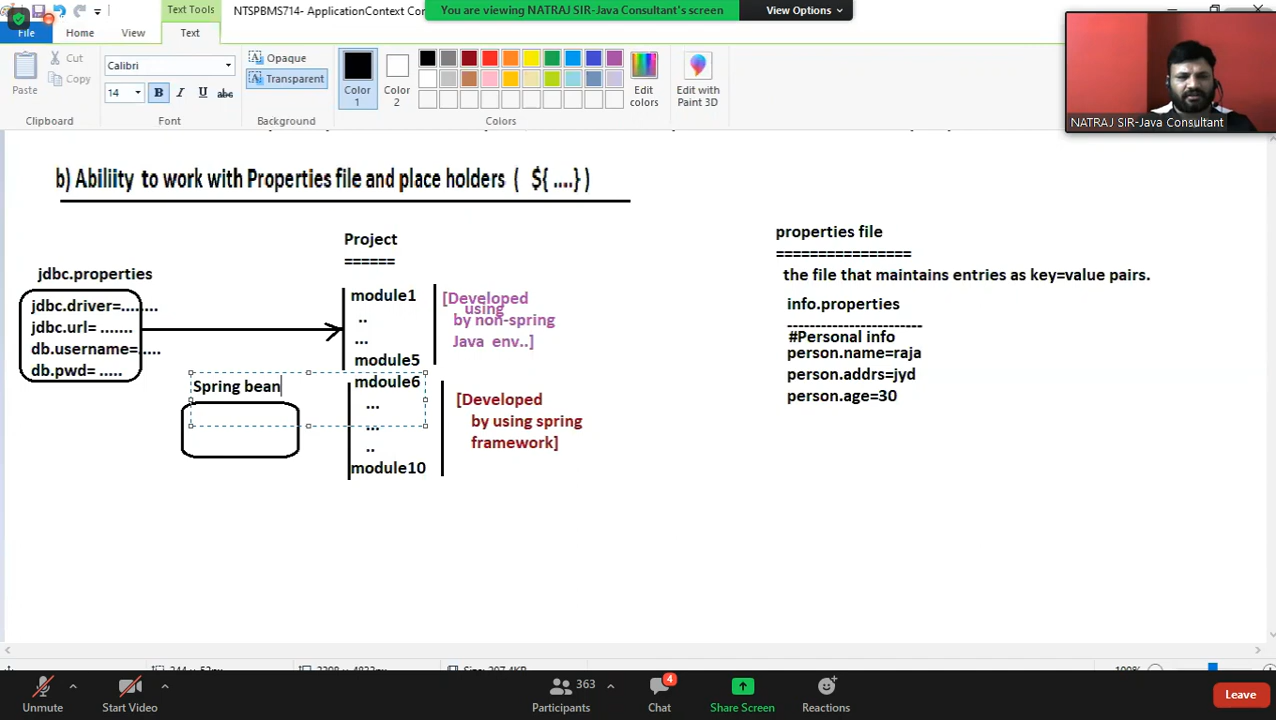 Text Tools
NTSPBMS714- ApplicationContext Cor
You are viewing NATRAJ SIR-Java Consultant's screen
View Options
File
Home
View
Text
Paste
Cut
Copy
Clipboard
Calibri
14
B I U abc
Font
Opaque
Transparent
Background
Color 1
Color 2
Edit colors
Edit with Paint 3D
Colors
NATRAJ SIR-Java Consultant
b) Abiliity to work with Properties file and place holders ( ${ ....} )
Project
======
jdbc.properties
jdbc.driver=........
jdbc.url= .......
db.username=.....
db.pwd= .....
module1
..
...
module5
mdoule6
...
...
..
module10
[Developed
using
by non-spring
Java env..]
Spring bean
[Developed
by using spring
framework]
properties file
================
the file that maintains entries as key=value pairs.
info.properties
------------------------
#Personal info
person.name=raja
person.addrs=jyd
person.age=30
100%
Unmute
Start Video
363
Participants
4
Chat
Share Screen
Reactions
Leave